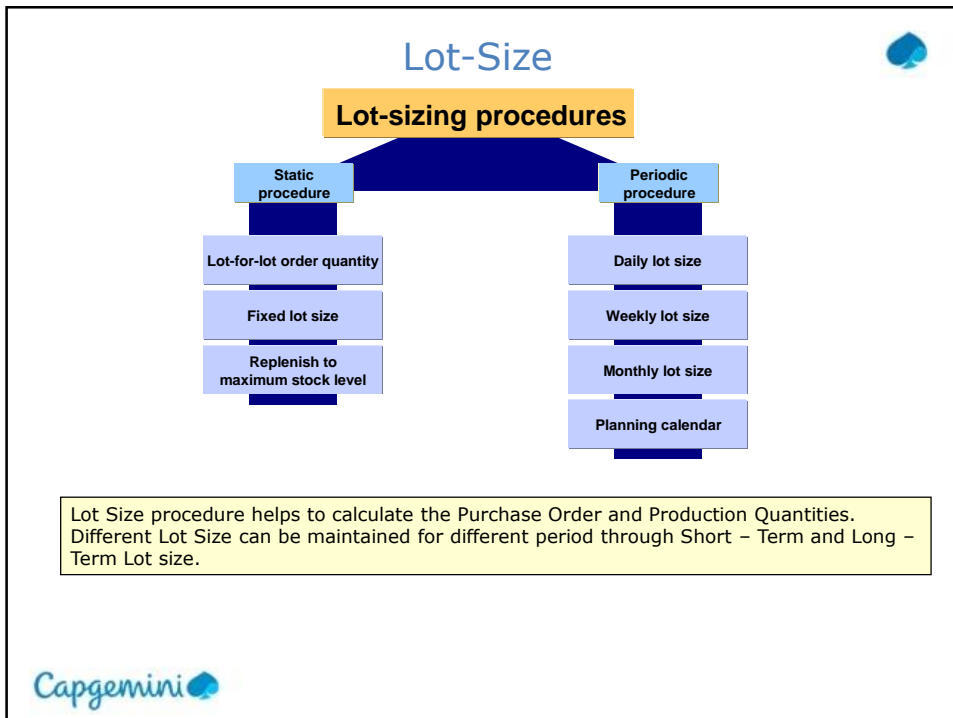 Lot-Size
Lot-sizing procedures
Static
procedure
Lot-for-lot order quantity
Fixed lot size
Replenish to
maximum stock level
Periodic
procedure
Daily lot size
Weekly lot size
Monthly lot size
Planning calendar
Lot Size procedure helps to calculate the Purchase Order and Production Quantities.
Different Lot Size can be maintained for different period through Short – Term and Long –
Term Lot size.
Capgemini